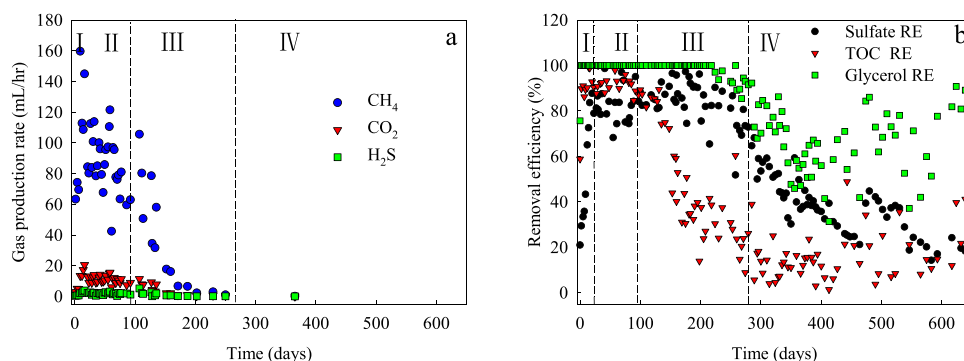 160
140
120
100
80
60
40
20
0
Gas production rate (mL/hr)
I II III IV a
CH4
CO2
H2S
0 100 200 300 400 500 600
Time (days)
120
100
80
60
40
20
0
Removal efficiency (%)
I II III IV b
Sulfate RE
TOC RE
Glycerol RE
0 100 200 300 400 500 600
Time (days)